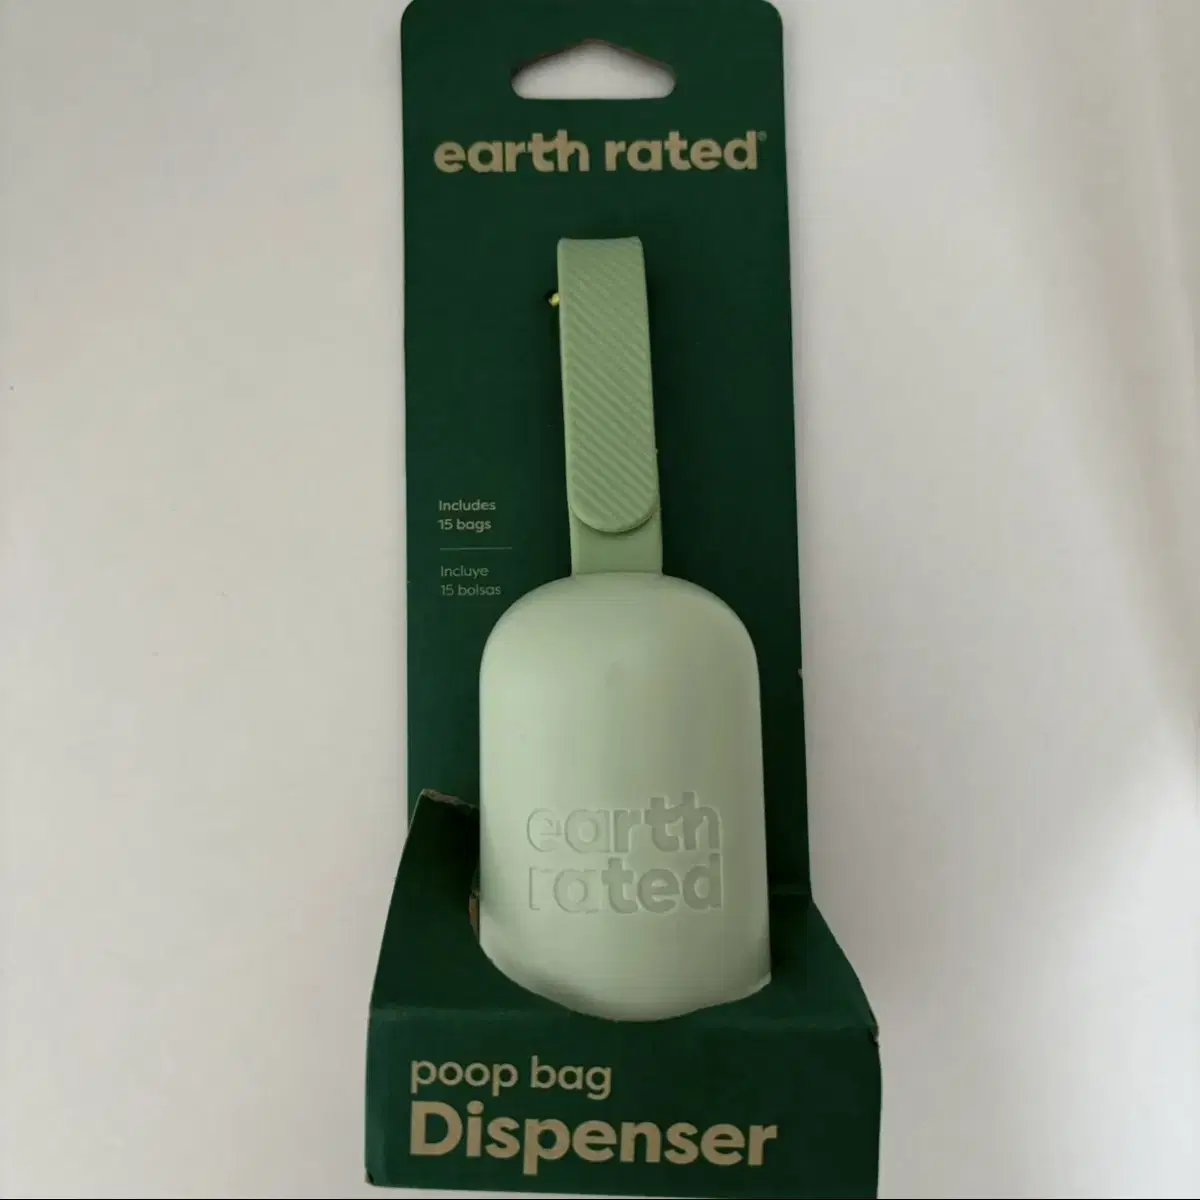 earth rated®
Includes
15 bags
Incluye
15 bolsas
earth
rated
poop bag
Dispenser